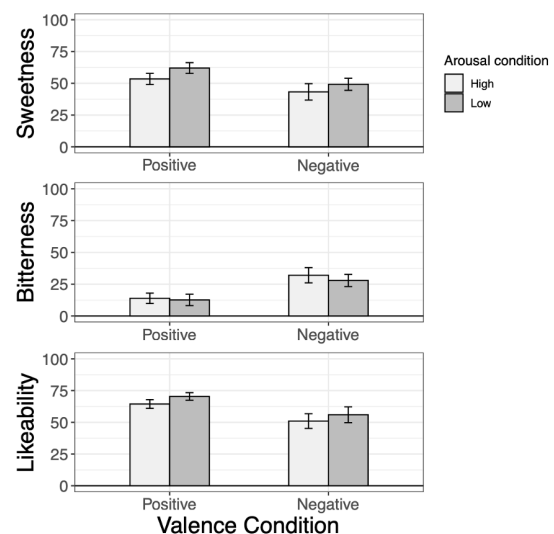 Sweetness
100
75
50
25
0
Positive
Negative
Arousal condition
High
Low
Bitterness
100
75
50
25
0
Positive
Negative
Likeability
100
75
50
25
0
Positive
Negative
Valence Condition